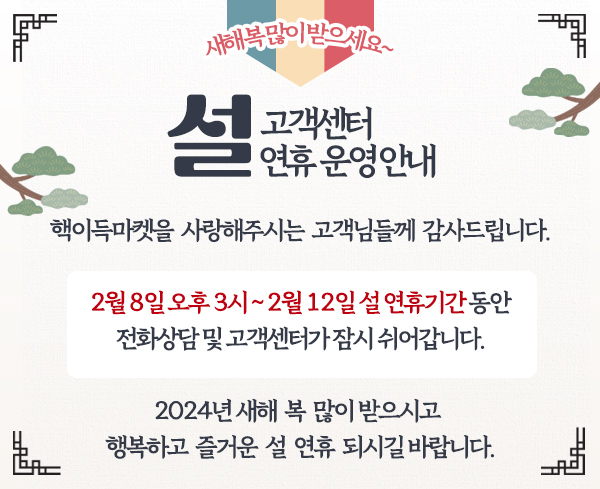 새해 복 많이 받으세요~
설 고객센터
연휴 운영 안내
핵이득마켓을 사랑해주시는 고객님들께 감사드립니다.
2월 8일 오후 3시 ~ 2월 12일 설 연휴기간 동안
전화상담 및 고객센터가 잠시 쉬어갑니다.
2024년 새해 복 많이 받으시고
행복하고 즐거운 설 연휴 되시길 바랍니다.